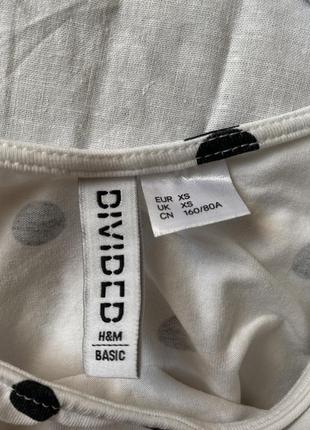 DIVIDED
H&M
BASIC
EUR XS
UK XS
CN 160/80A